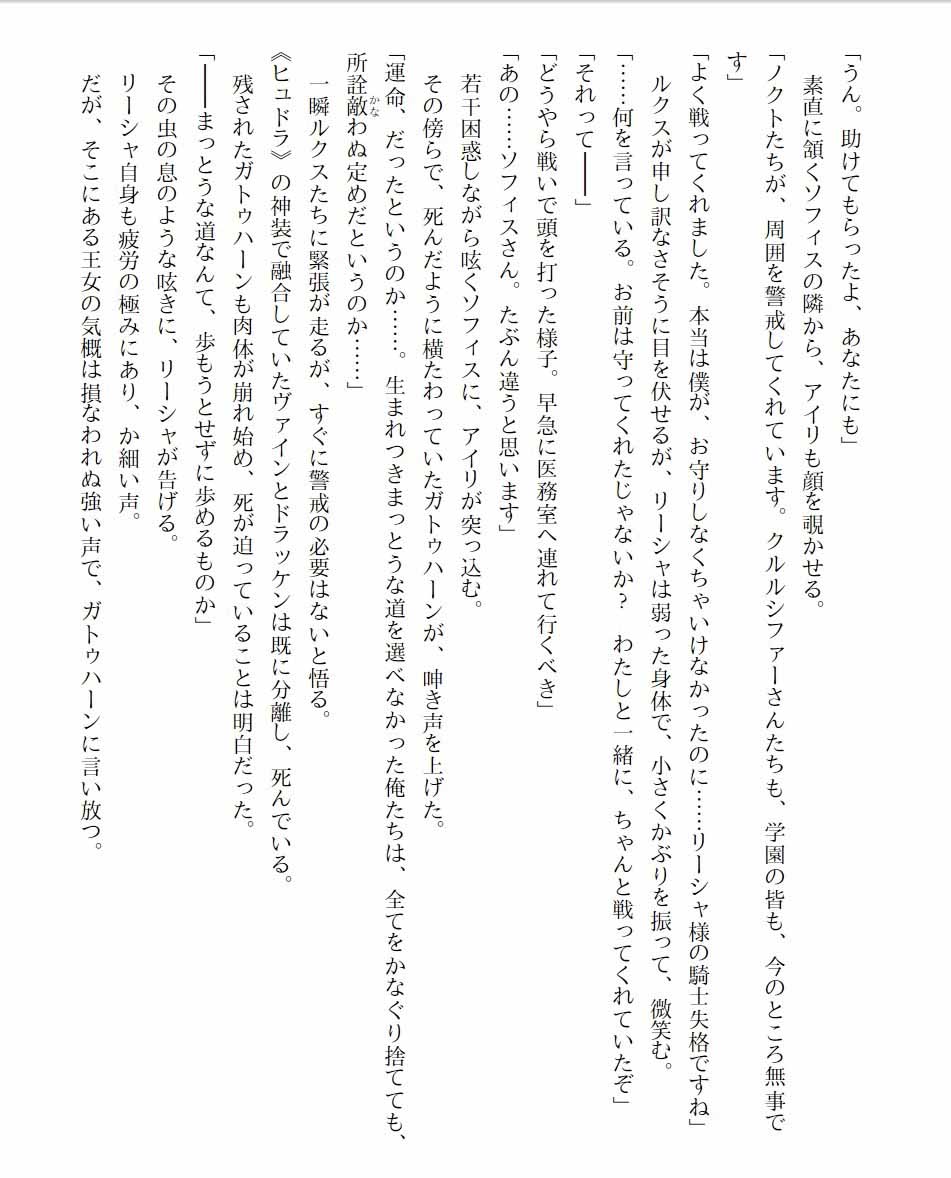 「うん。助けてもらったよ、あなたにも」
素直に頷くソフィスの隣から、アイリも顔を覗かせる。
「ノクトたちが、周囲を警戒してくれています。クルルシファーさんたちも、学園の皆も、今のところ無事で
す」
「よく戦ってくれました。本当は僕が、お守りしなくちゃいけなかったのに……リーシャ様の騎士失格ですね」
ルクスが申し訳なさそうに目を伏せるが、リーシャは弱った身体で、小さくかぶりを振って、微笑む。
「……何を言っている。お前は守ってくれたじゃないか? わたしと一緒に、ちゃんと戦ってくれていたぞ」
「それって――」
「どうやら戦いで頭を打った様子。早急に医務室へ連れて行くべき」
「あの……ソフィスさん。たぶん違うと思います」
若干困惑しながら呟くソフィスに、アイリが突っ込む。
その傍らで、死んだように横たわっていたガトゥハーンが、呻き声を上げた。
「運命、だったというのか……。生まれつきまっとうな道を選べなかった俺たちは、全てをかなぐり捨てても、
所詮敵かなわぬ定めだというのか……」
一瞬ルクスたちに緊張が走るが、すぐに警戒の必要はないと悟る。
《ヒュドラ》の神装で融合していたヴァインとドラッケンは既に分離し、死んでいる。
残されたガトゥハーンも肉体が崩れ始め、死が迫っていることは明白だった。
「――まっとうな道なんて、歩もうとせずに歩めるものか」
その虫の息のような呟きに、リーシャが告げる。
リーシャ自身も疲労の極みにあり、か細い声。
だが、そこにある王女の気概は損なわれぬ強い声で、ガトゥハーンに言い放つ。